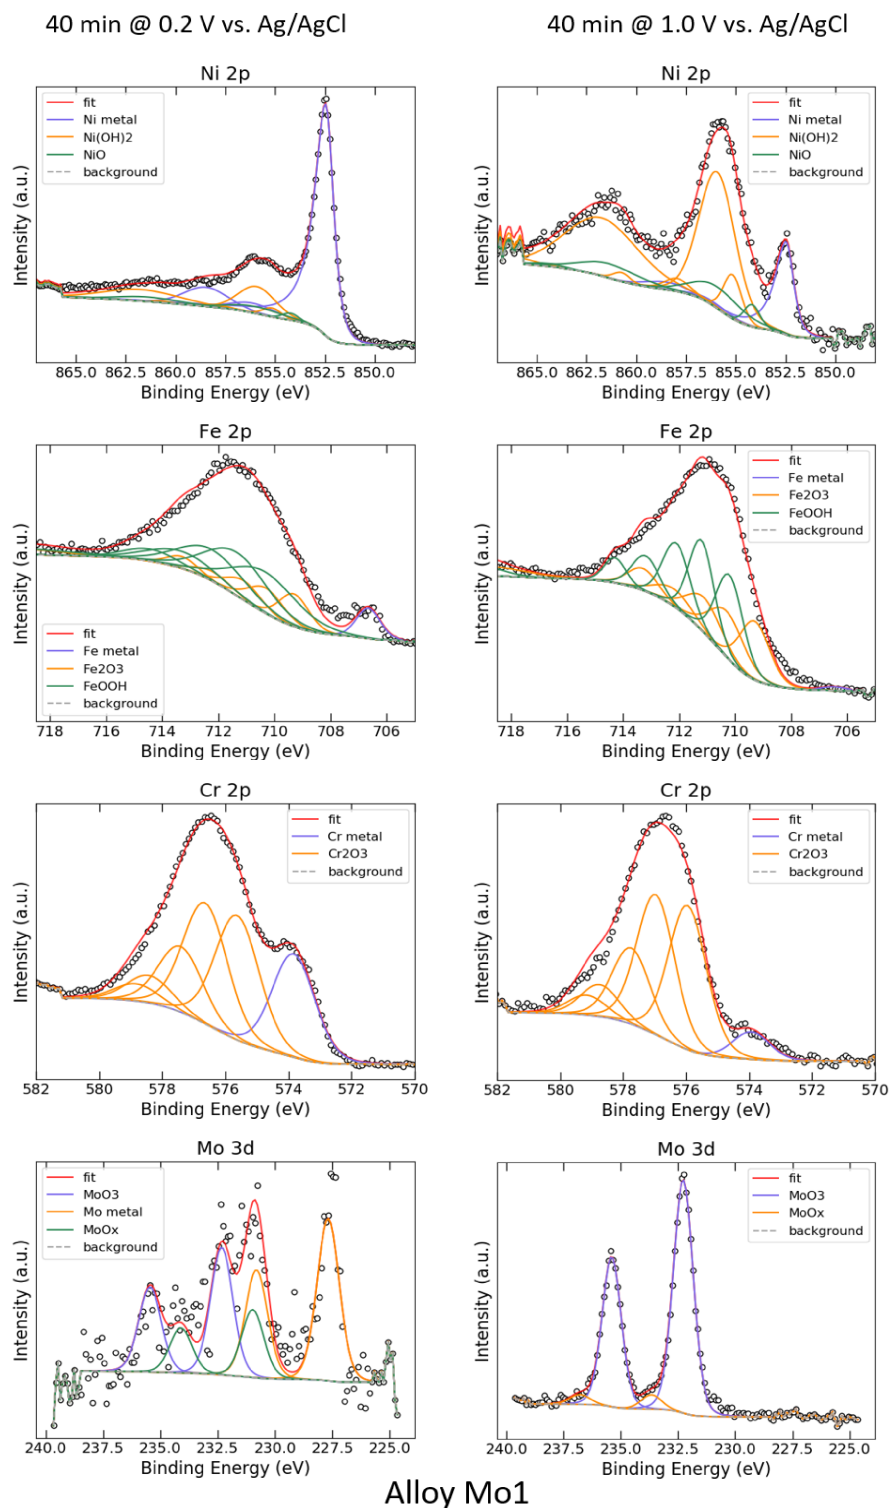 40 min @ 0.2 V vs. Ag/AgCl
40 min @ 1.0 V vs. Ag/AgCl
Ni 2p
fit
Ni metal
Ni(OH)2
NiO
background
Intensity (a.u.)
865.0 862.5 860.0 857.5 855.0 852.5 850.0
Binding Energy (eV)
Ni 2p
fit
Ni metal
Ni(OH)2
NiO
background
Intensity (a.u.)
865.0 862.5 860.0 857.5 855.0 852.5 850.0
Binding Energy (eV)
Fe 2p
fit
Fe metal
Fe2O3
FeOOH
background
Intensity (a.u.)
718 716 714 712 710 708 706
Binding Energy (eV)
Fe 2p
fit
Fe metal
Fe2O3
FeOOH
background
Intensity (a.u.)
718 716 714 712 710 708 706
Binding Energy (eV)
Cr 2p
fit
Cr metal
Cr2O3
background
Intensity (a.u.)
582 580 578 576 574 572 570
Binding Energy (eV)
Cr 2p
fit
Cr metal
Cr2O3
background
Intensity (a.u.)
582 580 578 576 574 572 570
Binding Energy (eV)
Mo 3d
fit
MoO3
Mo metal
MoOx
background
Intensity (a.u.)
240.0 237.5 235.0 232.5 230.0 227.5 225.0
Binding Energy (eV)
Mo 3d
fit
MoO3
MoOx
background
Intensity (a.u.)
240.0 237.5 235.0 232.5 230.0 227.5 225.0
Binding Energy (eV)
Alloy Mo1